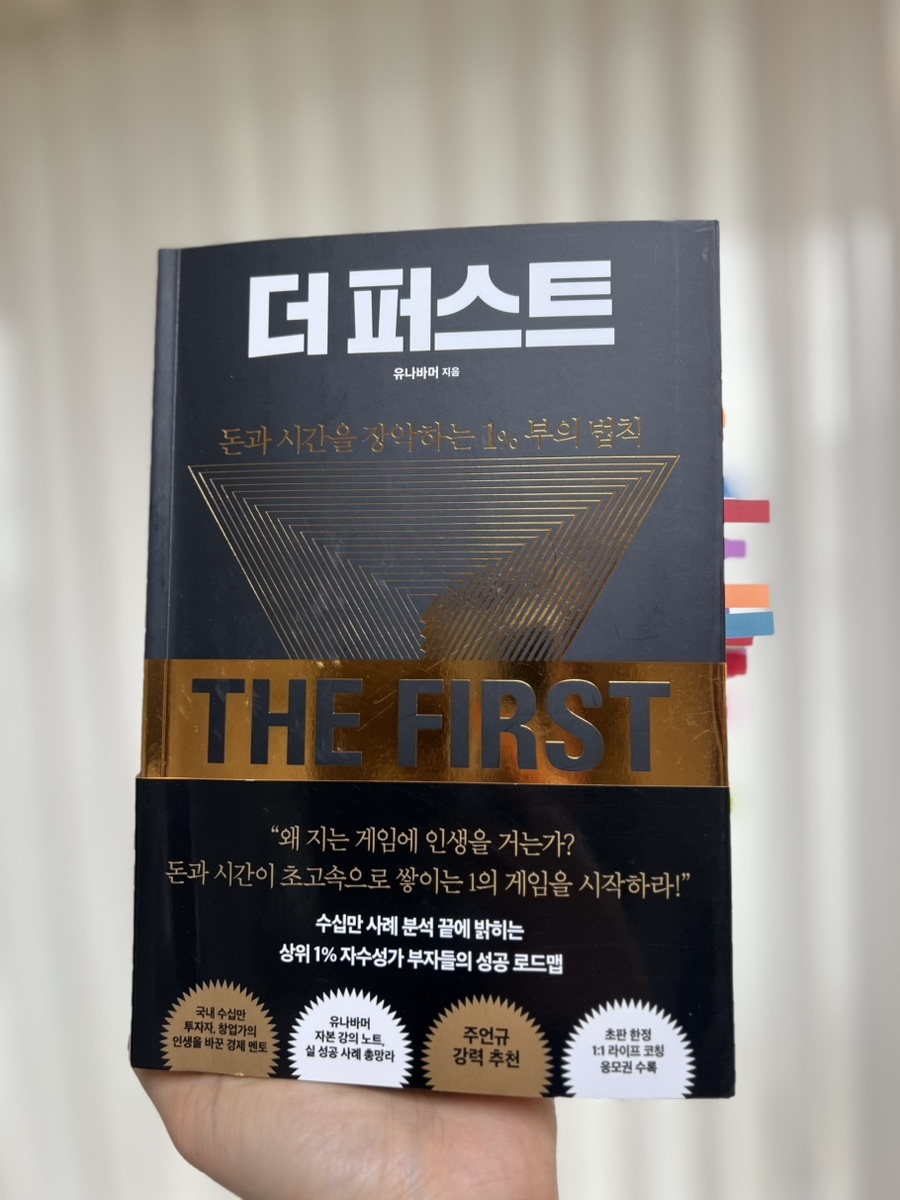 더 퍼스트
유나바머 지음
돈과 시간을 장악하는 1% 부의 법칙
THE FIRST
“왜 지는 게임에 인생을 거는가?
돈과 시간이 초고속으로 쌓이는 1의 게임을 시작하라!”
수십만 사례 분석 끝에 밝히는
상위 1% 자수성가 부자들의 성공 로드맵
국내 수십만
투자자, 창업가의
인생을 바꾼 경제 멘토
유나바머
자본 강의 노트,
실 성공 사례 총망라
주언규
강력 추천
초판 한정
1:1 라이프 코칭
응모권 수록